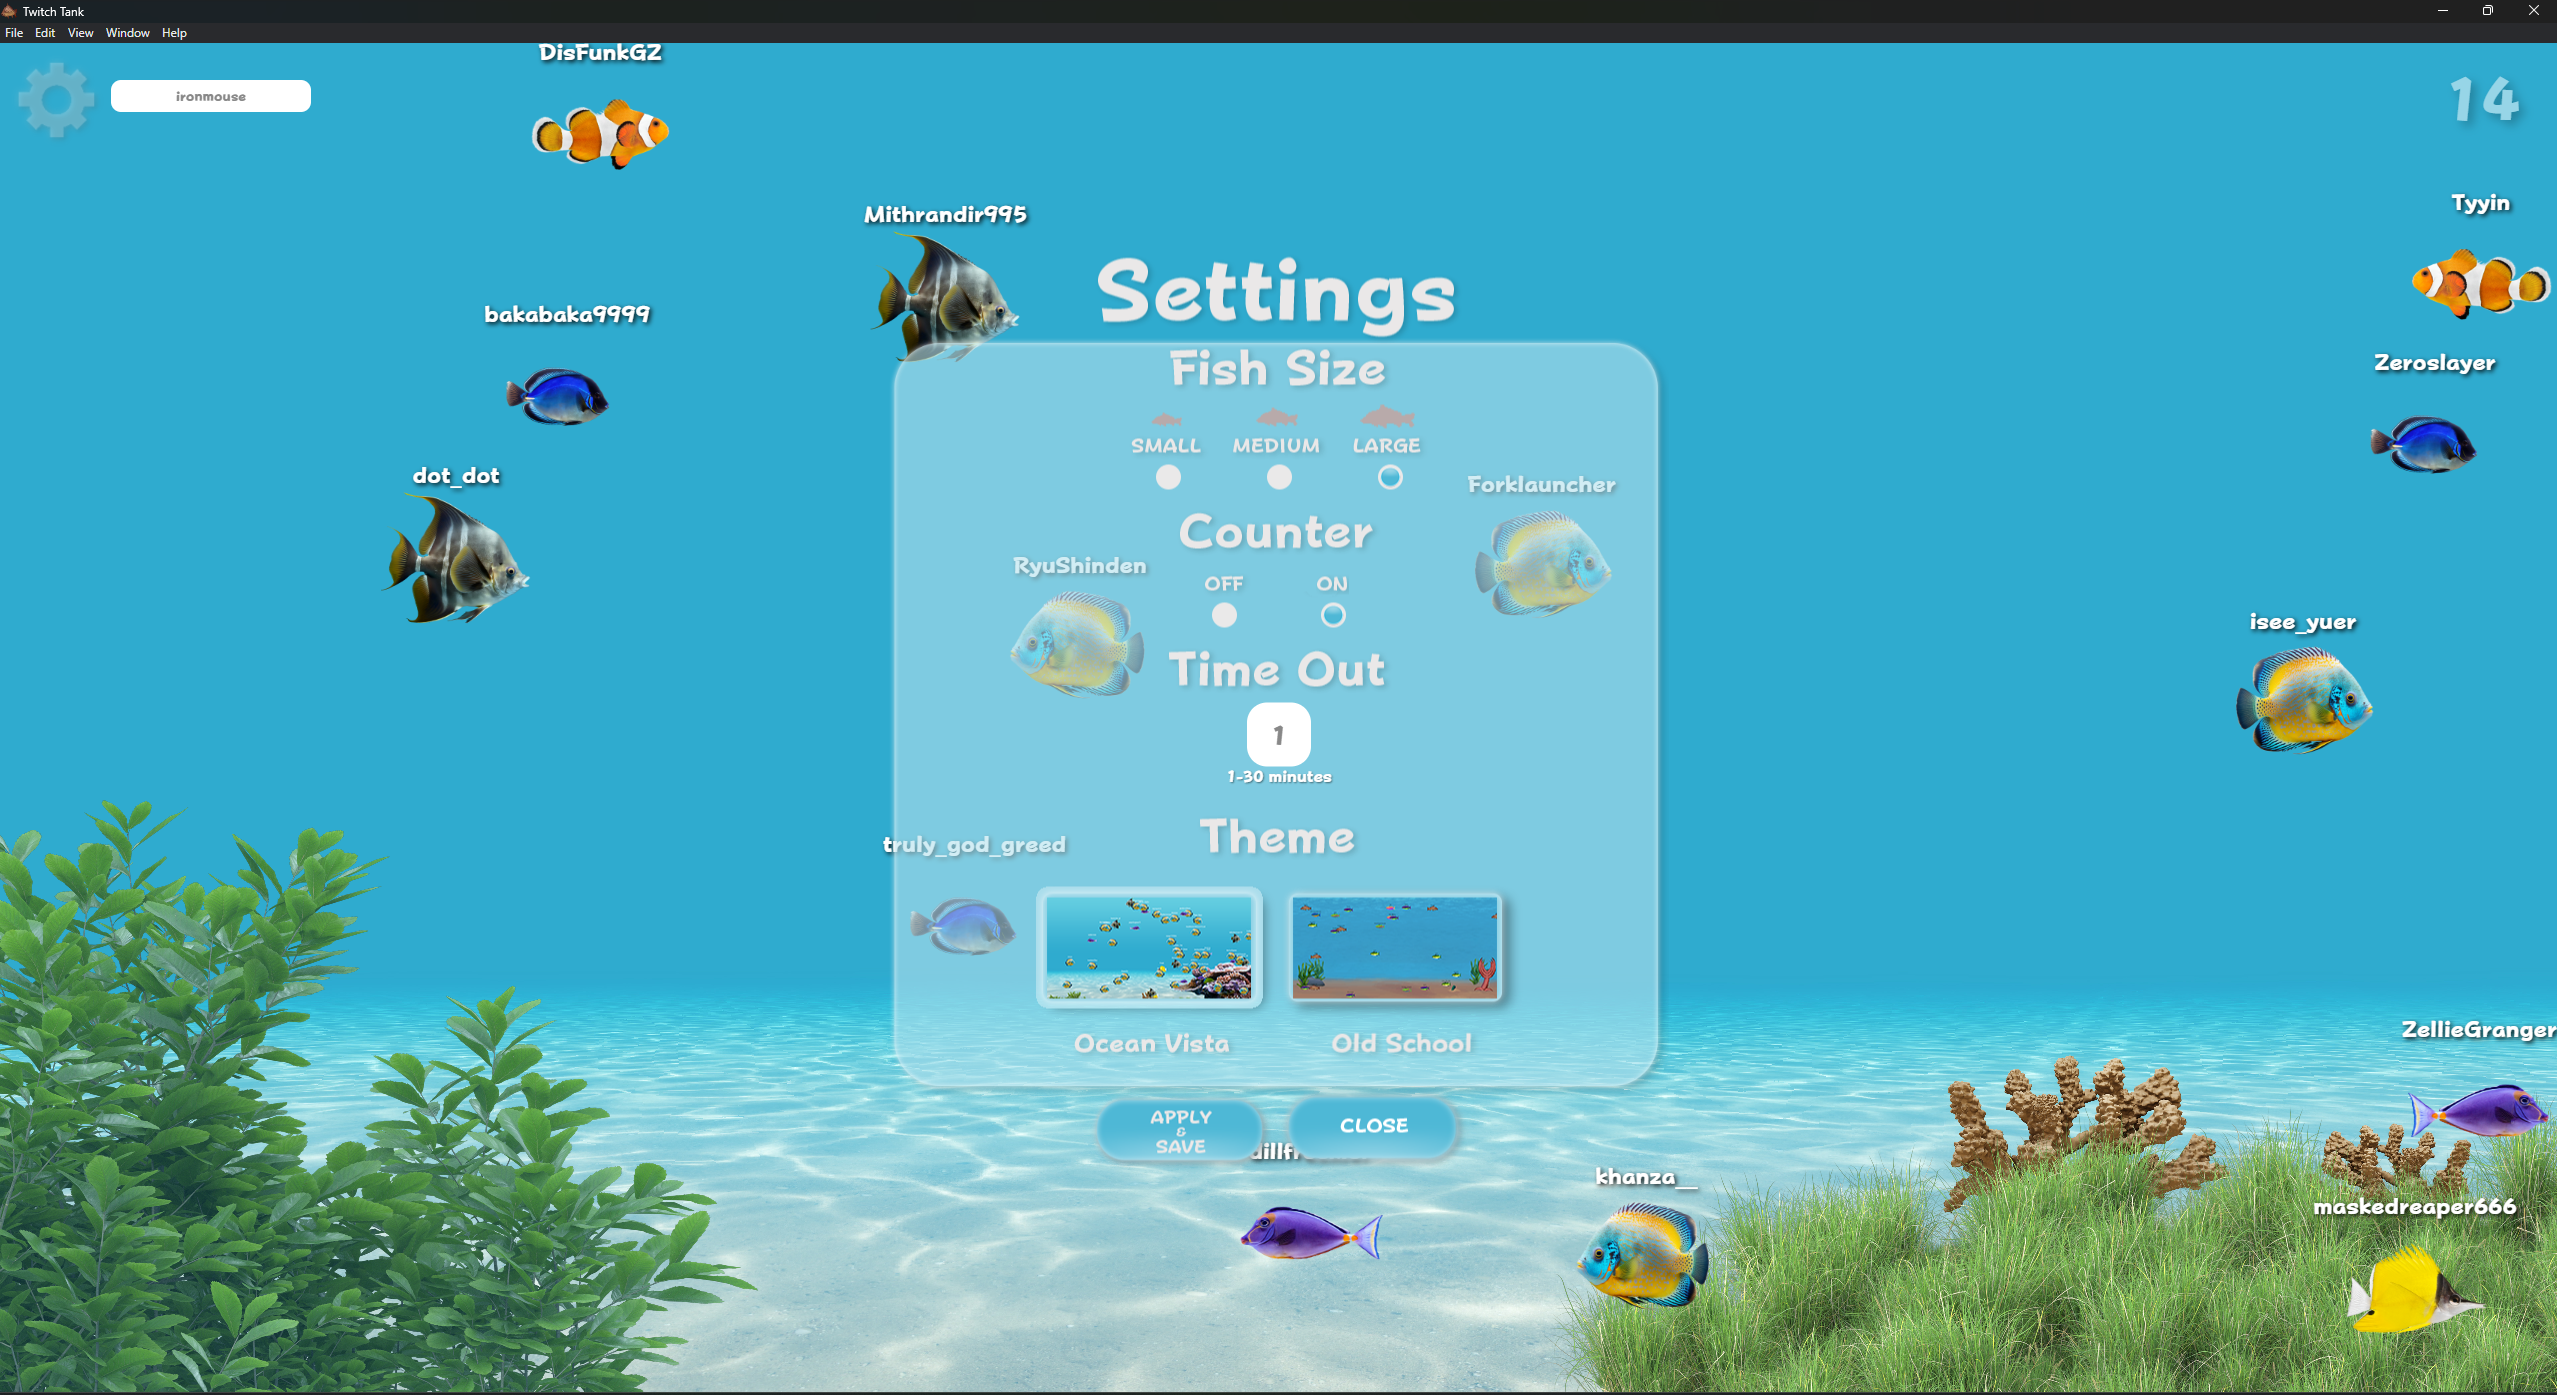 Twitch Tank
File Edit View Window Help
DisFunkGZ
ironmouse
14
Tyyin
Mithrandir995
Settings
bakabaka9999
Fish Size
Zeroslayer
SMALL MEDIUM LARGE
dot_dot
Forklauncher
Counter
RyuShinden
OFF ON
isee_yuer
Time Out
1
1-30 minutes
Theme
truly_god_greed
Ocean Vista Old School
ZellieGranger
APPLY
&
SAVE
CLOSE
khanza__
maskedreaper666